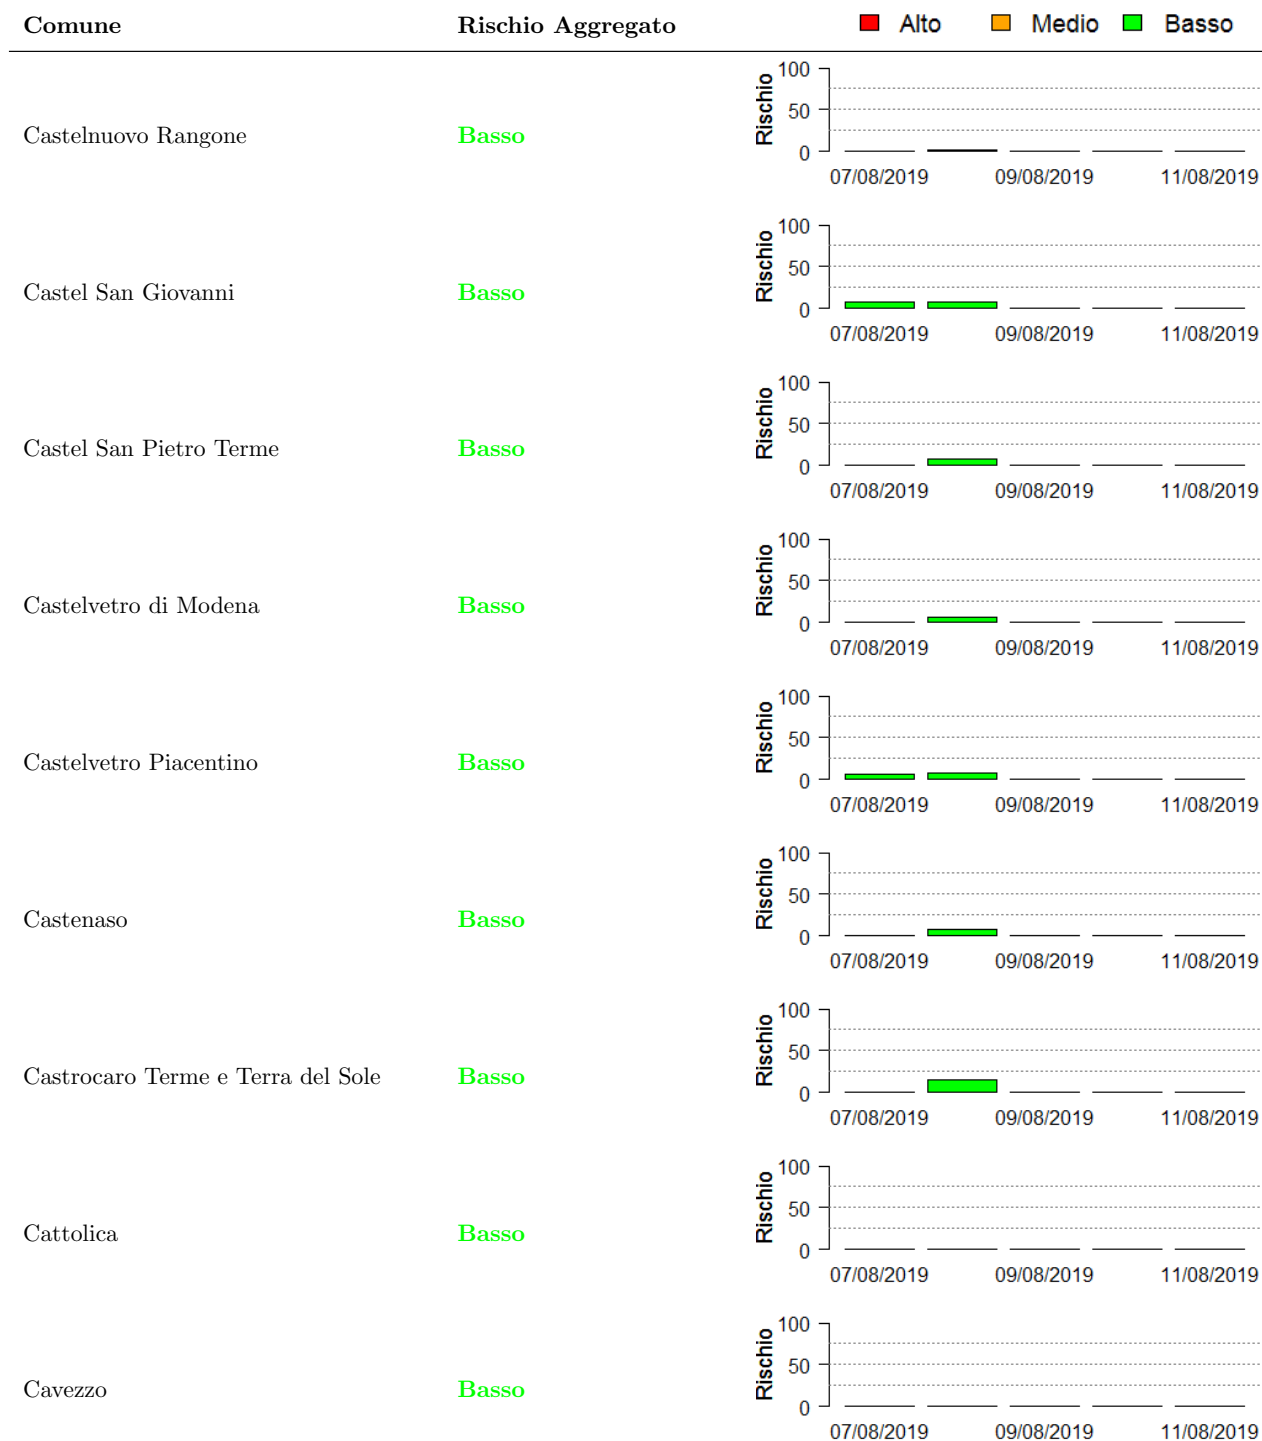 Comune Rischio Aggregato Alto Medio Basso
100
50
0
Rischio
Castelnuovo Rangone Basso
07/08/2019 09/08/2019 11/08/2019
100
50
0
Rischio
Castel San Giovanni Basso
07/08/2019 09/08/2019 11/08/2019
100
50
0
Rischio
Castel San Pietro Terme Basso
07/08/2019 09/08/2019 11/08/2019
100
50
0
Rischio
Castelvetro di Modena Basso
07/08/2019 09/08/2019 11/08/2019
100
50
0
Rischio
Castelvetro Piacentino Basso
07/08/2019 09/08/2019 11/08/2019
100
50
0
Rischio
Castenaso Basso
07/08/2019 09/08/2019 11/08/2019
100
50
0
Rischio
Castrocaro Terme e Terra del Sole Basso
07/08/2019 09/08/2019 11/08/2019
100
50
0
Rischio
Cattolica Basso
07/08/2019 09/08/2019 11/08/2019
100
50
0
Rischio
Cavezzo Basso
07/08/2019 09/08/2019 11/08/2019